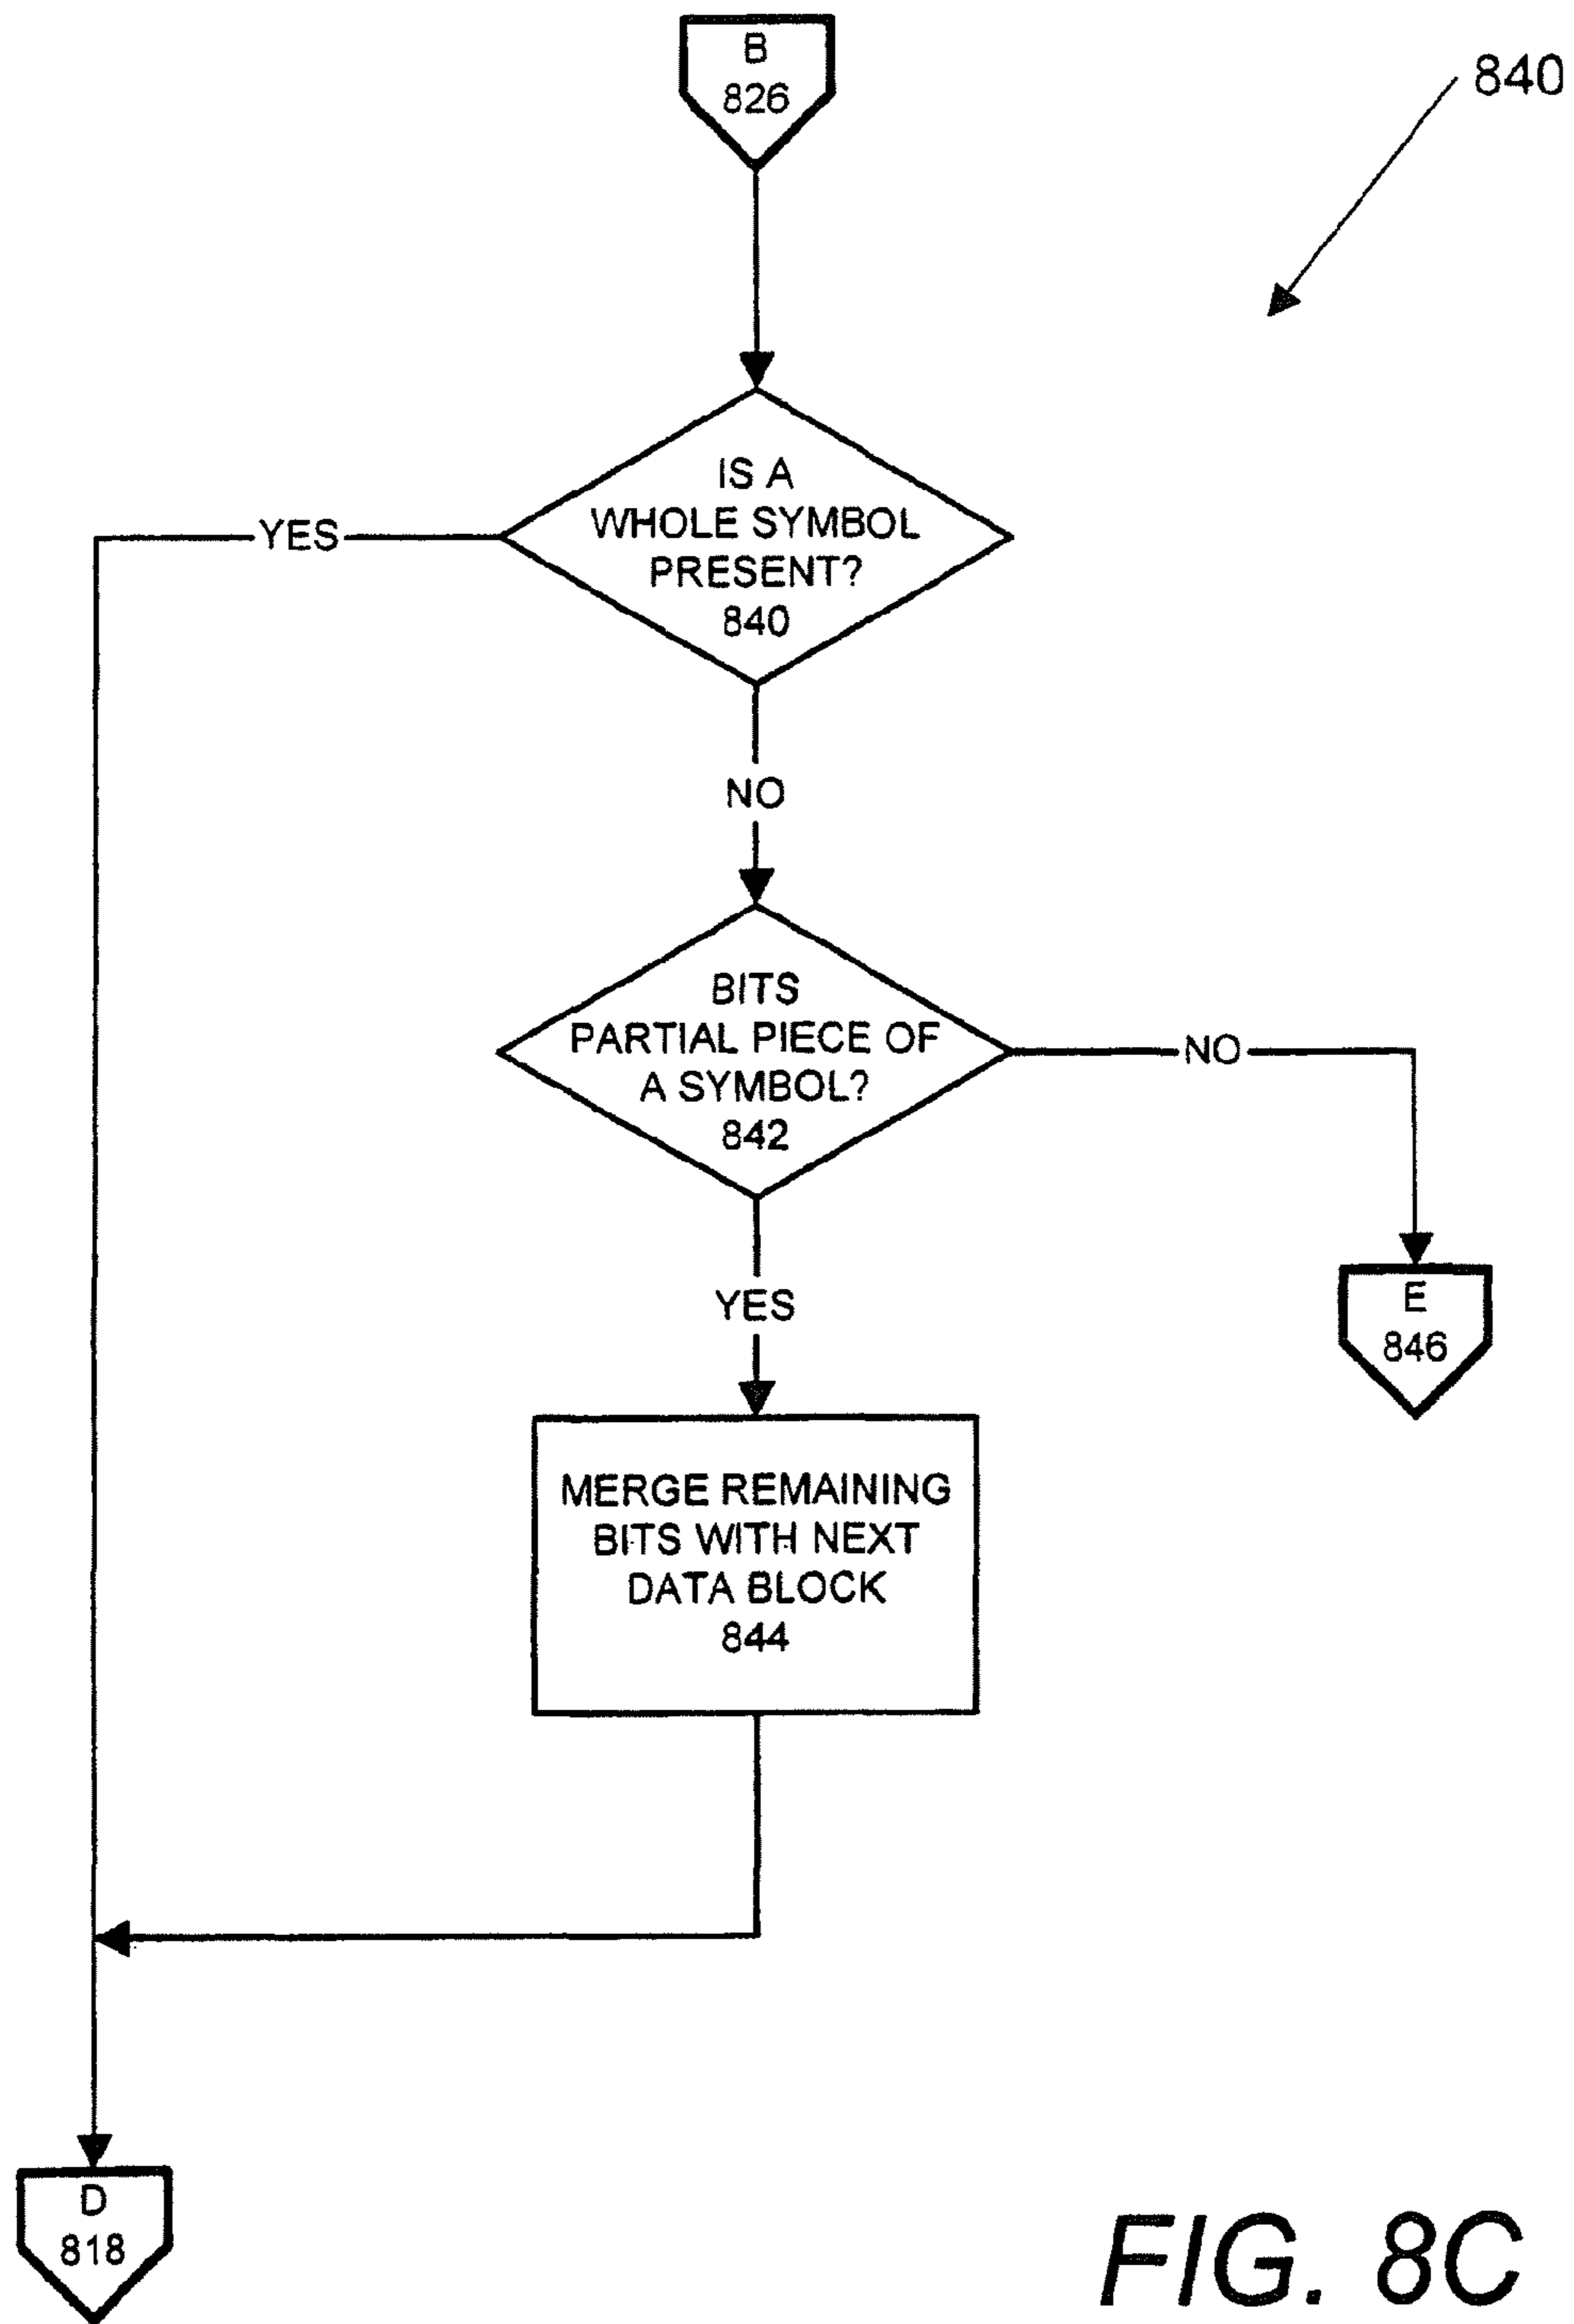 B
826
840
IS A
WHOLE SYMBOL
PRESENT?
840
YES
NO
BITS
PARTIAL PIECE OF
A SYMBOL?
842
NO
YES
E
846
MERGE REMAINING
BITS WITH NEXT
DATA BLOCK
844
D
818
FIG. 8C